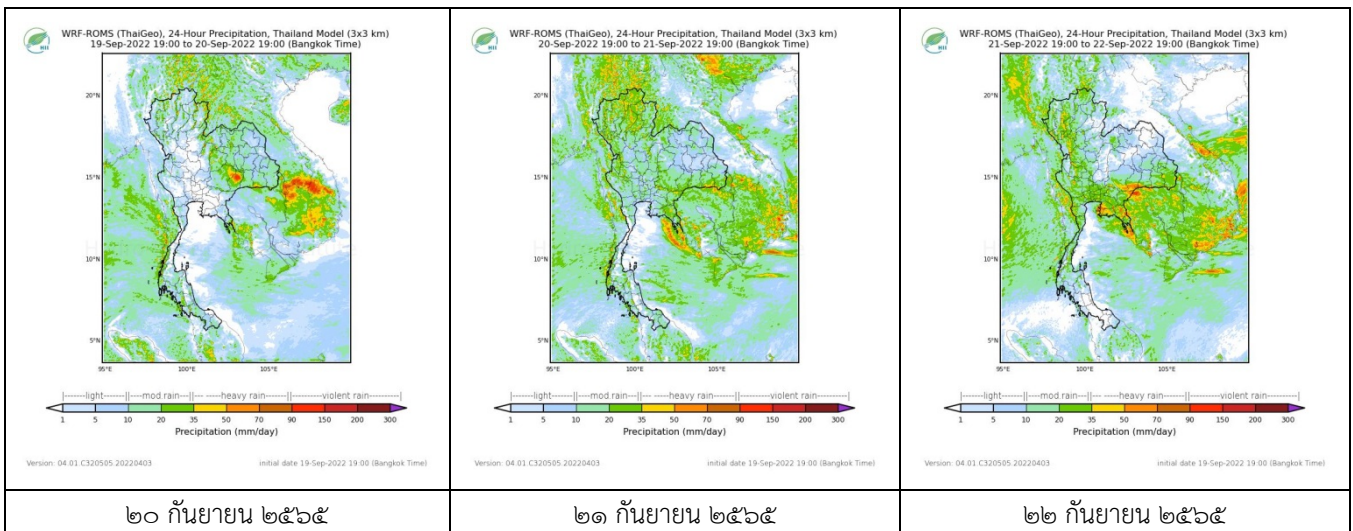 HII
WRF-ROMS (ThaiGeo), 24-Hour Precipitation, Thailand Model (3x3 km)
19-Sep-2022 19:00 to 20-Sep-2022 19:00 (Bangkok Time)
20°N
15°N
10°N
5°N
95°E 100°E 105°E
|------light---||---mod rain---||--- ---heavy rain---||------violent rain-----|
1 5 10 20 35 50 70 90 150 200 300
Precipitation (mm/day)
Version: 04.01.C320505.20220403 initial date 19-Sep-2022 19:00 (Bangkok Time)
๒๐ กันยายน ๒๕๖๕
HII
WRF-ROMS (ThaiGeo), 24-Hour Precipitation, Thailand Model (3x3 km)
20-Sep-2022 19:00 to 21-Sep-2022 19:00 (Bangkok Time)
20°N
15°N
10°N
5°N
95°E 100°E 105°E
|------light---||---mod rain---||--- ---heavy rain---||------violent rain-----|
1 5 10 20 35 50 70 90 150 200 300
Precipitation (mm/day)
Version: 04.01.C320505.20220403 initial date 19-Sep-2022 19:00 (Bangkok Time)
๒๑ กันยายน ๒๕๖๕
HII
WRF-ROMS (ThaiGeo), 24-Hour Precipitation, Thailand Model (3x3 km)
21-Sep-2022 19:00 to 22-Sep-2022 19:00 (Bangkok Time)
20°N
15°N
10°N
5°N
95°E 100°E 105°E
|------light---||---mod rain---||--- ---heavy rain---||------violent rain-----|
1 5 10 20 35 50 70 90 150 200 300
Precipitation (mm/day)
Version: 04.01.C320505.20220403 initial date 19-Sep-2022 19:00 (Bangkok Time)
๒๒ กันยายน ๒๕๖๕